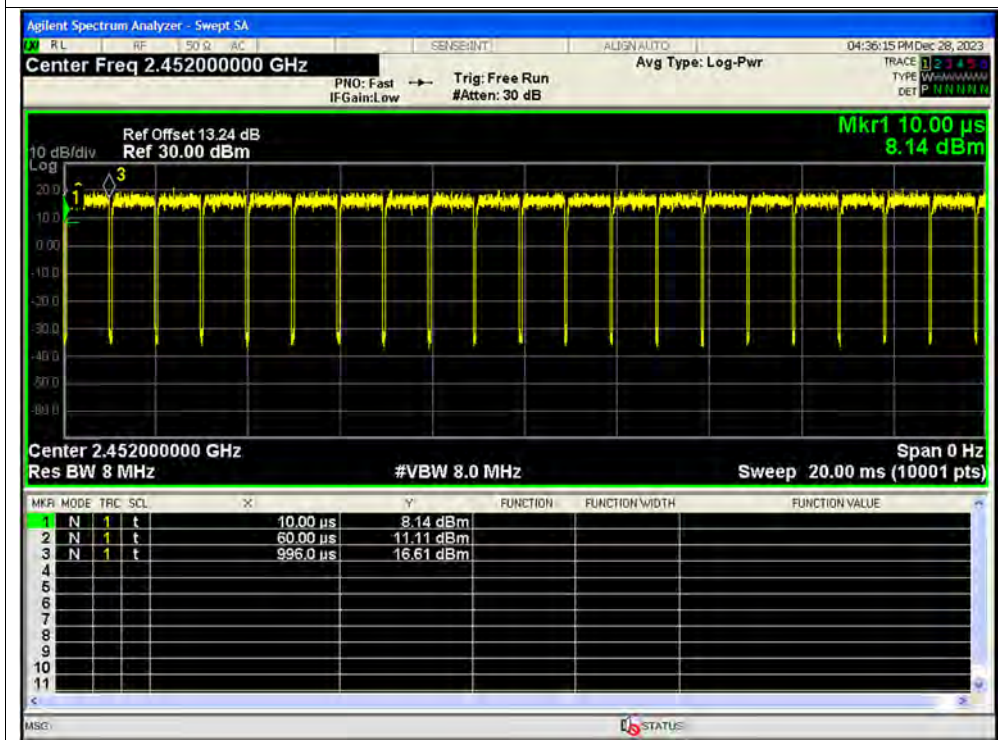 Agilent Spectrum Analyzer - Swept SA
RL RF 50 Ω AC SENSE:INT ALIGN AUTO 04:36:15 PM Dec 28, 2023
Center Freq 2.452000000 GHz
PNO: Fast
IFGain:Low
Trig: Free Run
#Atten: 30 dB
Avg Type: Log-Pwr
TRACE 1 2 3 4 5 6
TYPE W
DET P N N N N N
Ref Offset 13.24 dB
10 dB/div Ref 30.00 dBm
Log
Mkr1 10.00 µs
8.14 dBm
1
3
20.0
10.0
0.00
-10.0
-20.0
-30.0
-40.0
-50.0
-60.0
Center 2.452000000 GHz Span 0 Hz
Res BW 8 MHz #VBW 8.0 MHz Sweep 20.00 ms (10001 pts)
MKR MODE TRC SCL X Y FUNCTION FUNCTION WIDTH FUNCTION VALUE
1 N 1 t 10.00 µs 8.14 dBm
2 N 1 t 60.00 µs 11.11 dBm
3 N 1 t 996.0 µs 16.61 dBm
4
5
6
7
8
9
10
11
MSG STATUS